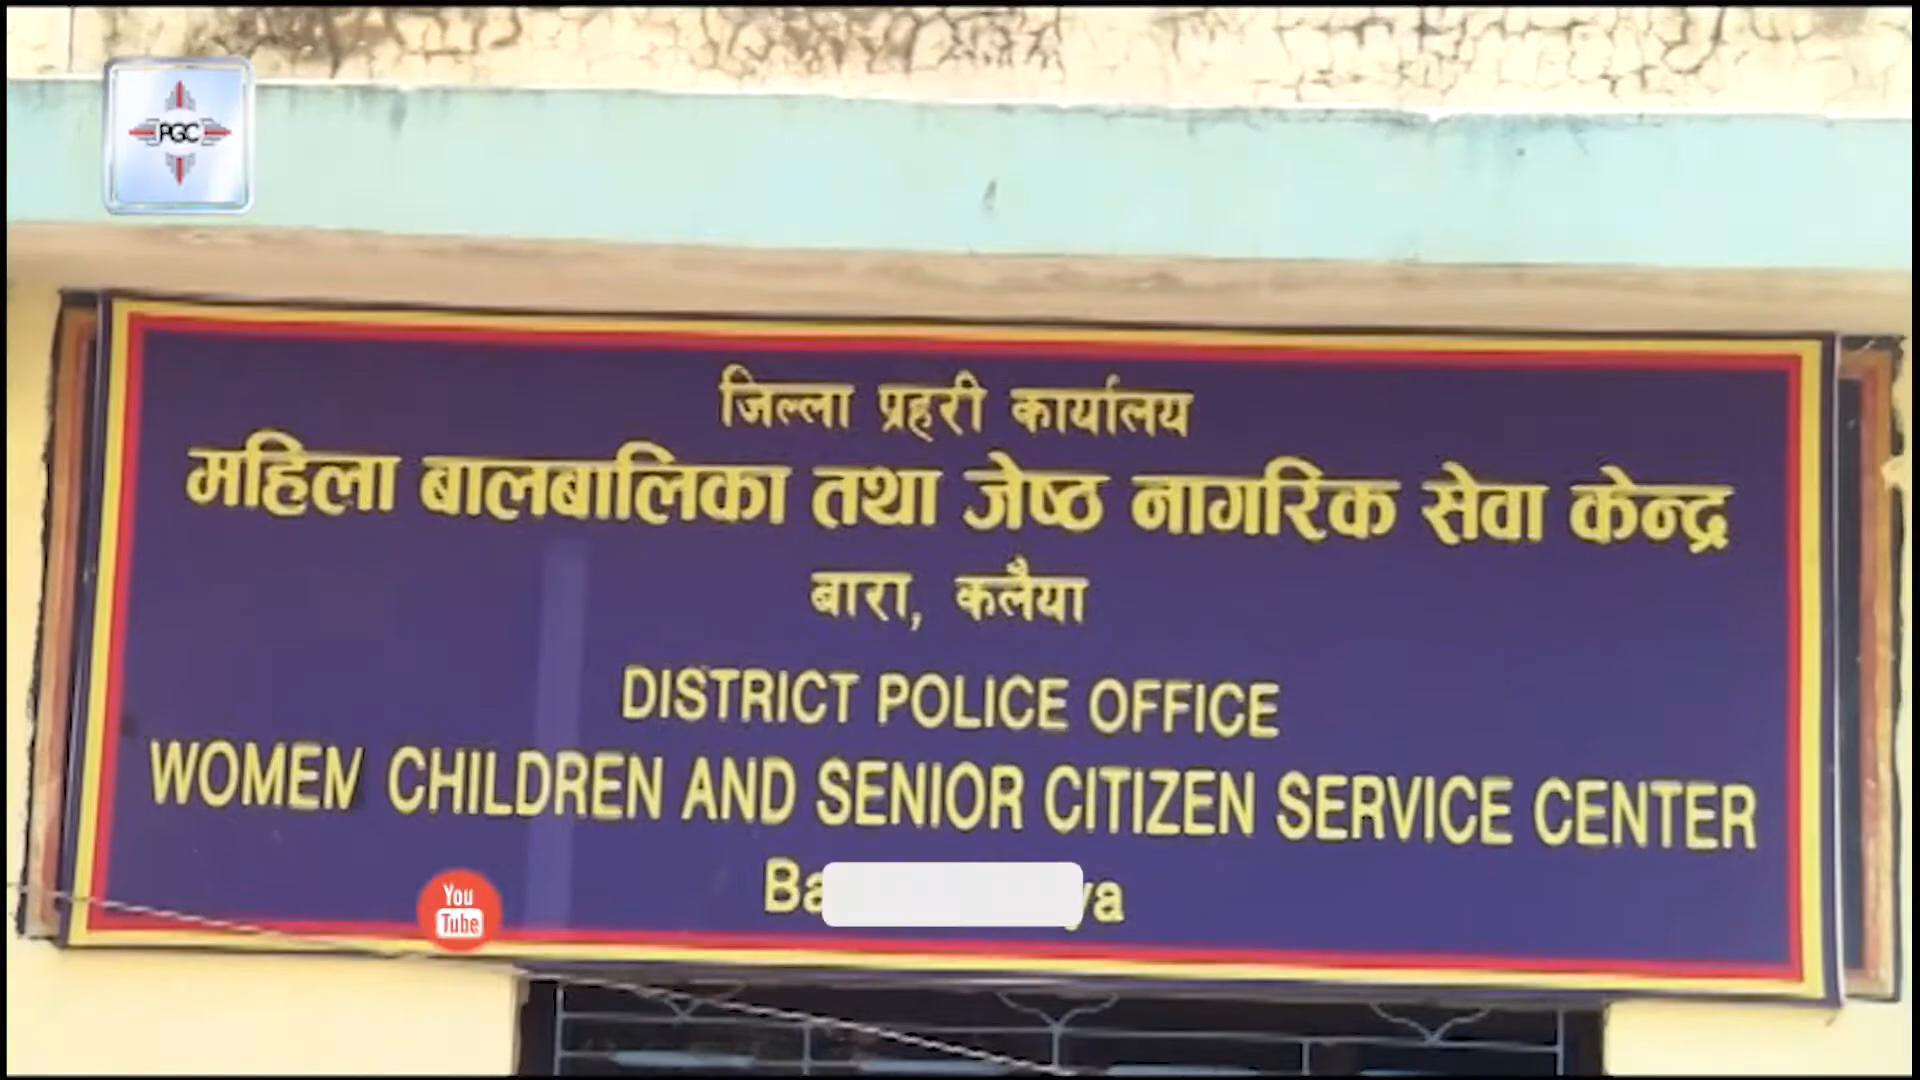 PGC
जिल्ला प्रहरी कार्यालय
महिला बालबालिका तथा जेष्ठ नागरिक सेवा केन्द्र
बारा, कलैया
DISTRICT POLICE OFFICE
WOMEN CHILDREN AND SENIOR CITIZEN SERVICE CENTER
You
Tube